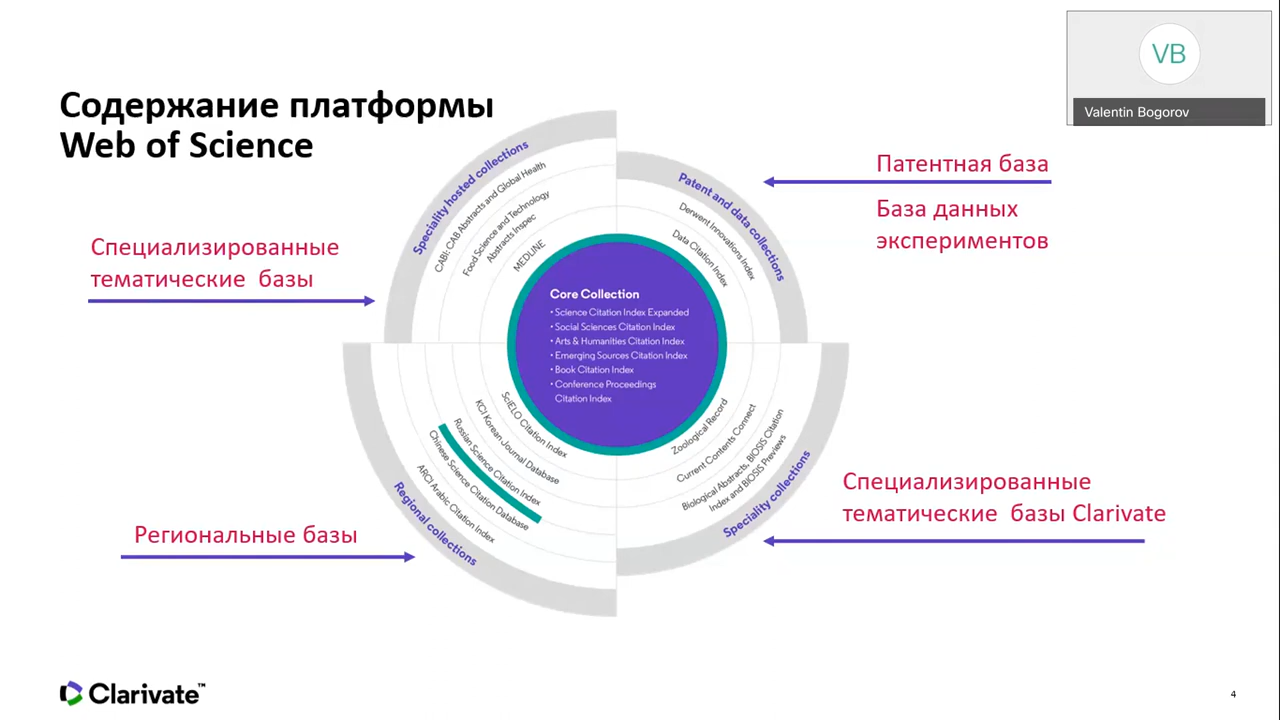 VB
Valentin Bogorov
Содержание платформы
Web of Science
Специализированные
тематические базы
Региональные базы
Патентная база
База данных
экспериментов
Специализированные
тематические базы Clarivate
Speciality hosted collections
CABI: CAB Abstracts and Global Health
Food Science and Technology
Abstracts Inspec
MEDLINE
Patent and data collections
Derwent Innovations Index
Data Citation Index
Core Collection
• Science Citation Index Expanded
• Social Sciences Citation Index
• Arts & Humanities Citation Index
• Emerging Sources Citation Index
• Book Citation Index
• Conference Proceedings
Citation Index
SciELO Citation Index
KCI Korean Journal Database
Russian Science Citation Index
Chinese Science Citation Database
ARCI Arabic Citation Index
Regional collections
Zoological Record
Current Contents Connect
Biological Abstracts, BIOSIS Citation
Index and BIOSIS Previews
Speciality collections
Clarivate™
4